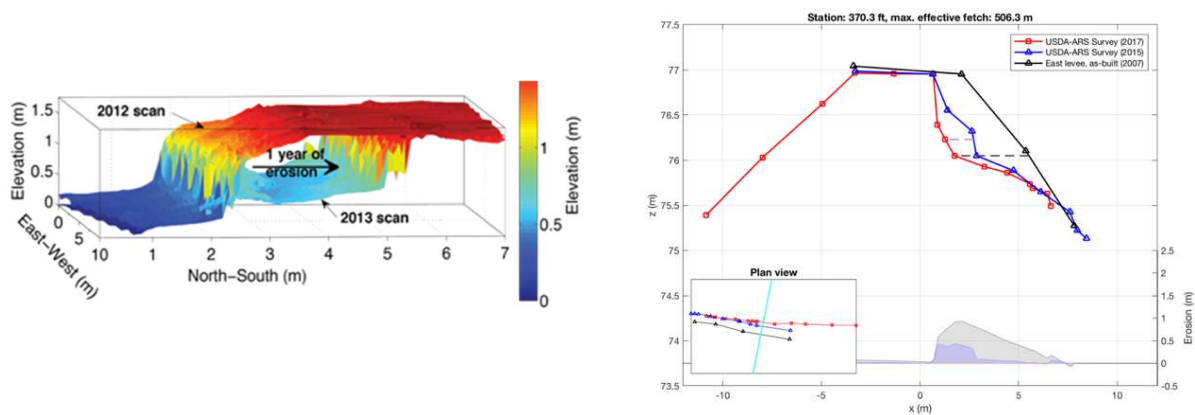 Elevation (m)
1.5
1
0.5
0
2012 scan
1 year of
erosion
2013 scan
0
5
10
East−West (m)
1
2
3
4
5
6
7
North−South (m)
Elevation (m)
1
0.5
0
Station: 370.3 ft, max. effective fetch: 506.3 m
USDA-ARS Survey (2017)
USDA-ARS Survey (2015)
East levee, as-built (2007)
z (m)
77.5
77
76.5
76
75.5
75
74.5
74
73.5
Plan view
2.5
2
1.5
1
0.5
0
-0.5
Erosion (m)
-10
-5
0
5
10
x (m)